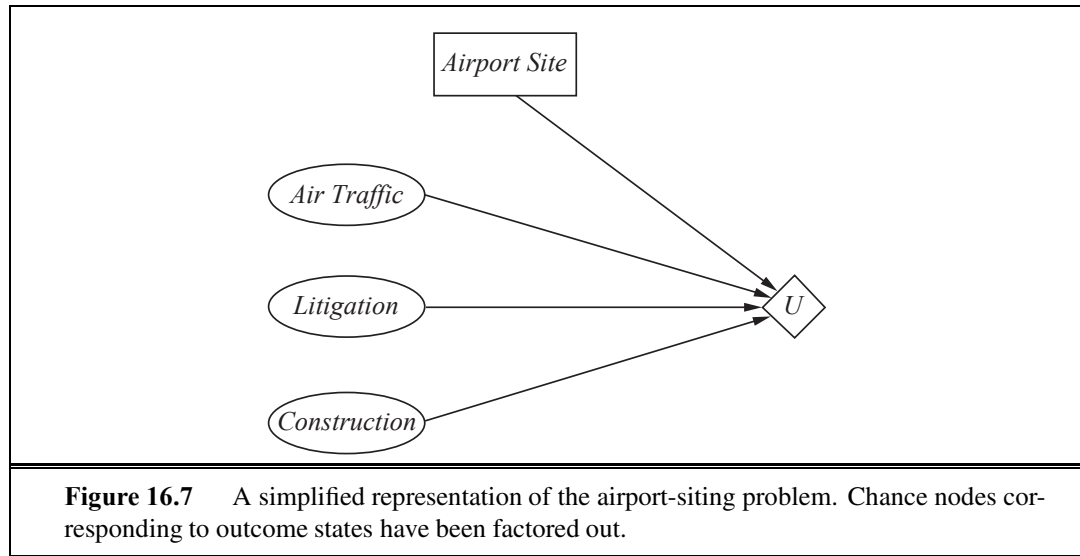 Airport Site
Air Traffic
Litigation
U
Construction
Figure 16.7 A simplified representation of the airport-siting problem. Chance nodes cor-
responding to outcome states have been factored out.